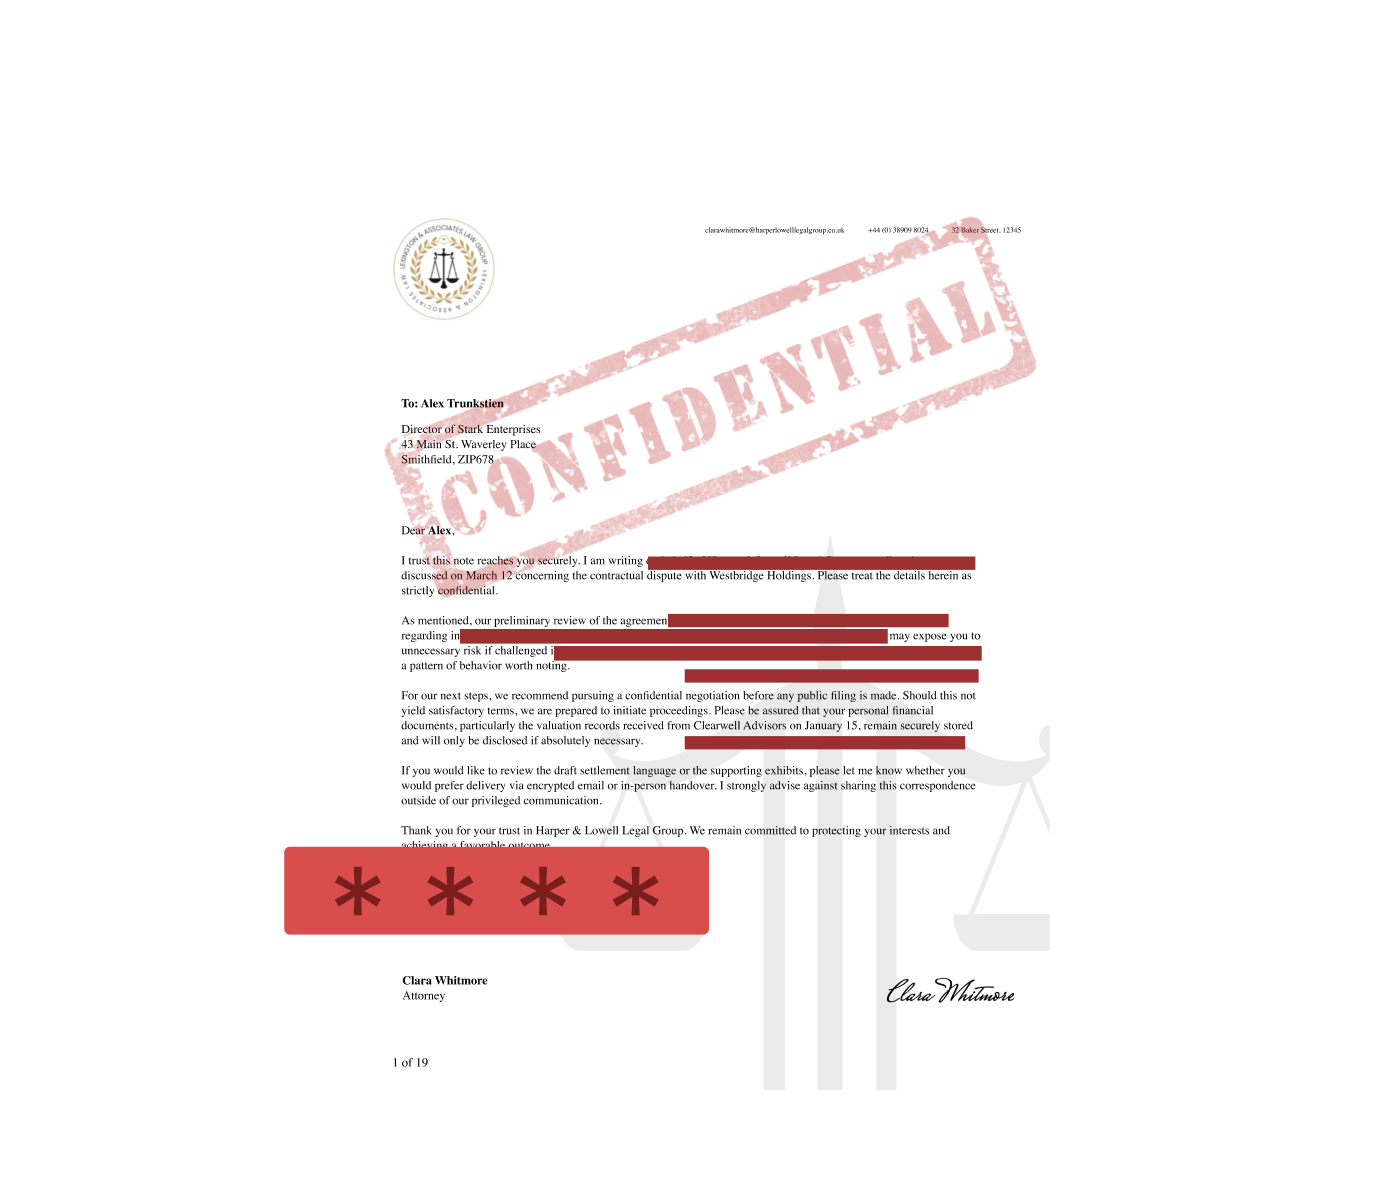 LEXINGTON & ASSOCIATES LAW GROUP LEXINGTON & ASSOCIATES LAW
clarawhitmore@harperlowelllegalgroup.co.uk +44 (0) 38909 8024 32 Baker Street, 12345
CONFIDENTIAL
To: Alex Trunkstien
Director of Stark Enterprises
43 Main St. Waverley Place
Smithfield, ZIP678
Dear Alex,
I trust this note reaches you securely. I am writing
discussed on March 12 concerning the contractual dispute with Westbridge Holdings. Please treat the details herein as
strictly confidential.
As mentioned, our preliminary review of the agreemen
regarding in may expose you to
unnecessary risk if challenged i
a pattern of behavior worth noting.
For our next steps, we recommend pursuing a confidential negotiation before any public filing is made. Should this not
yield satisfactory terms, we are prepared to initiate proceedings. Please be assured that your personal financial
documents, particularly the valuation records received from Clearwell Advisors on January 15, remain securely stored
and will only be disclosed if absolutely necessary.
If you would like to review the draft settlement language or the supporting exhibits, please let me know whether you
would prefer delivery via encrypted email or in-person handover. I strongly advise against sharing this correspondence
outside of our privileged communication.
Thank you for your trust in Harper & Lowell Legal Group. We remain committed to protecting your interests and
achieving a favorable outcome.
* * * *
Clara Whitmore
Attorney
Clara Whitmore
1 of 19